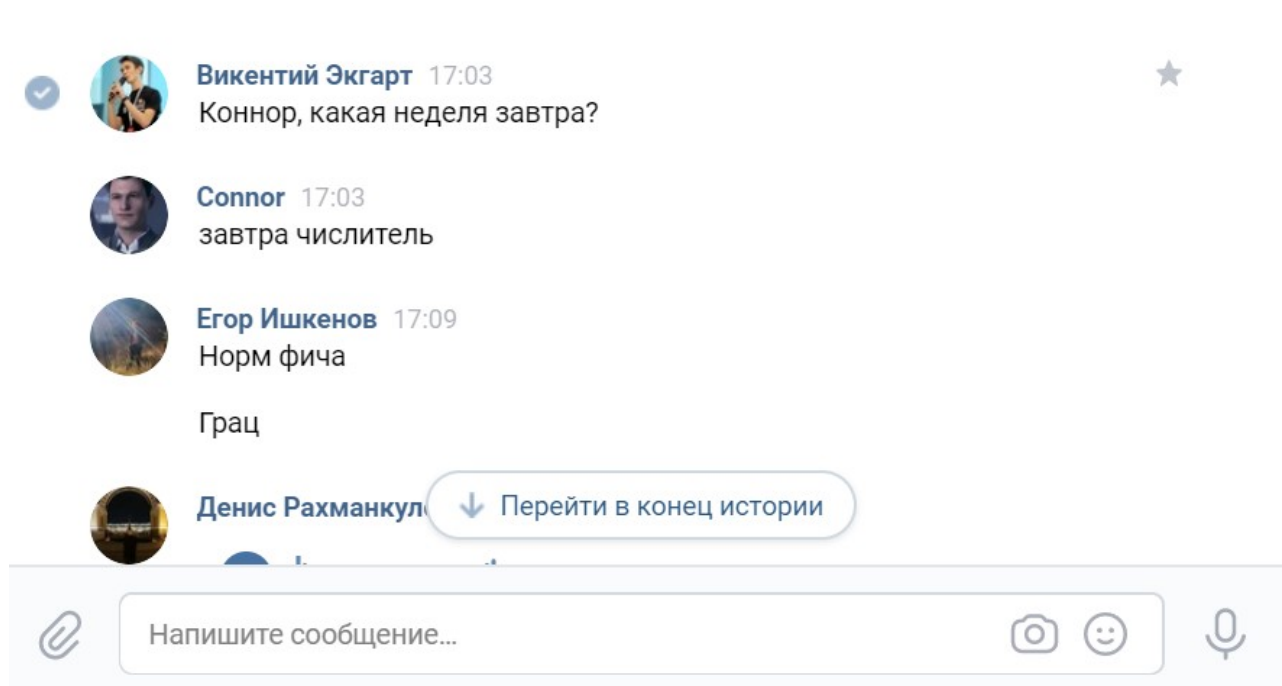 Викентий Экгарт 17:03
Коннор, какая неделя завтра?
Connor 17:03
завтра числитель
Егор Ишкенов 17:09
Норм фича
Грац
Денис
Перейти в конец истории
Напишите сообщение...